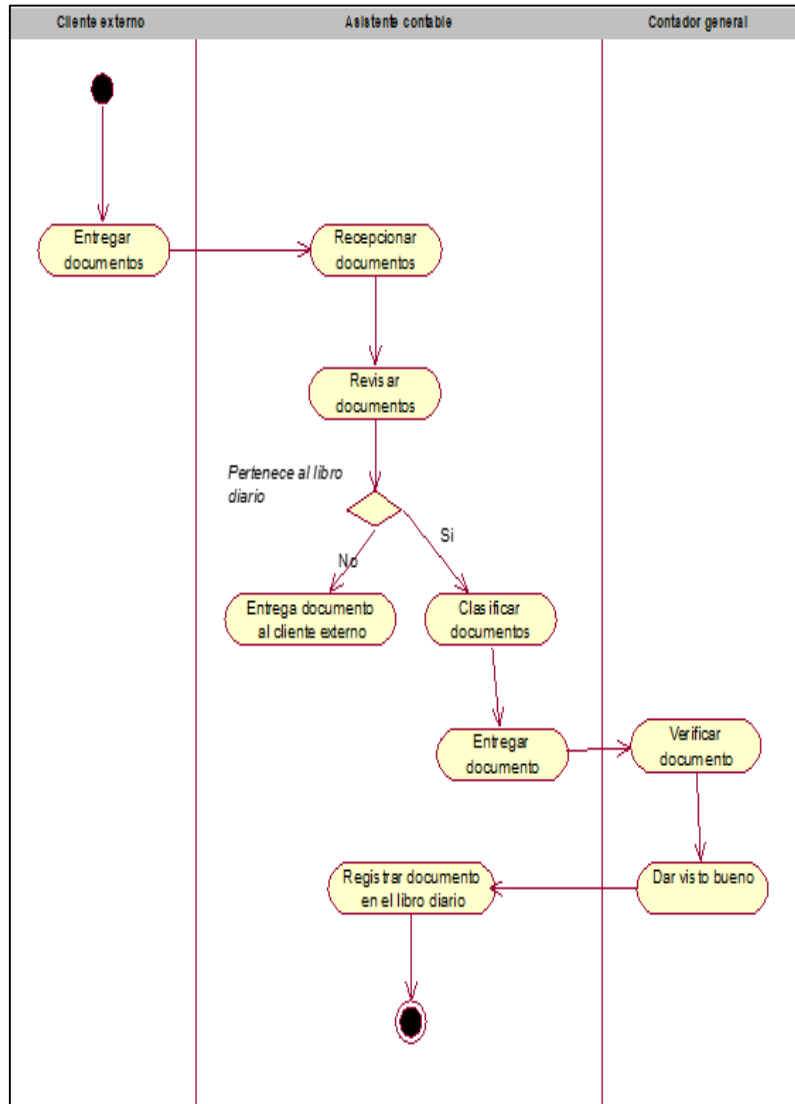 Cliente externo
Asistente contable
Contador general
Entregar
documentos
Recepcionar
documentos
Revisar
documentos
Pertenece al libro
diario
Si
No
Entrega documento
al cliente externo
Clasificar
documentos
Entregar
documento
Verificar
documento
Registrar documento
en el libro diario
Dar visto bueno